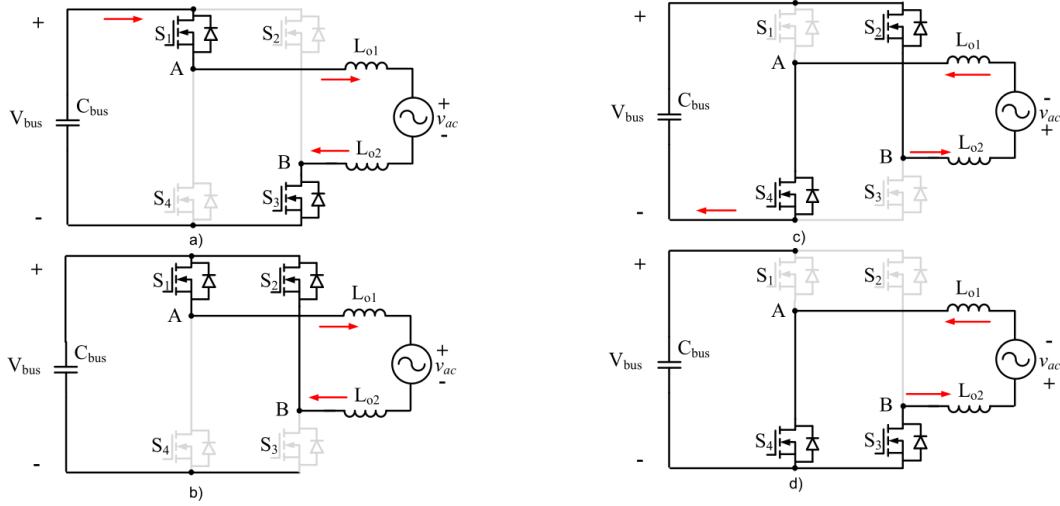 + S1 S2
A Lo1
Vbus Cbus + vac -
B Lo2
- S4 S3
a)
+ S1 S2
A Lo1
Vbus Cbus + vac -
B Lo2
- S4 S3
b)
+ S1 S2
A Lo1
Vbus Cbus - vac +
B Lo2
- S4 S3
c)
+ S1 S2
A Lo1
Vbus Cbus - vac +
B Lo2
- S4 S3
d)